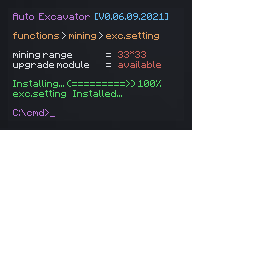 Auto Excavator [V0.06.09.2021]
functions > mining > exc.setting
mining range = 33*33
upgrade module = available
Installing... (=========>) 100%
exc.setting Installed...
C:\cmd>_